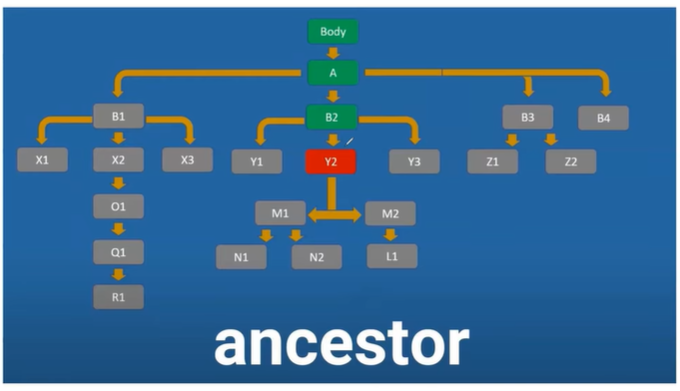 Body
A
B1 B2 B3 B4
X1 X2 X3 Y1 Y2 Y3 Z1 Z2
O1 M1 M2
Q1 N1 N2 L1
R1
ancestor